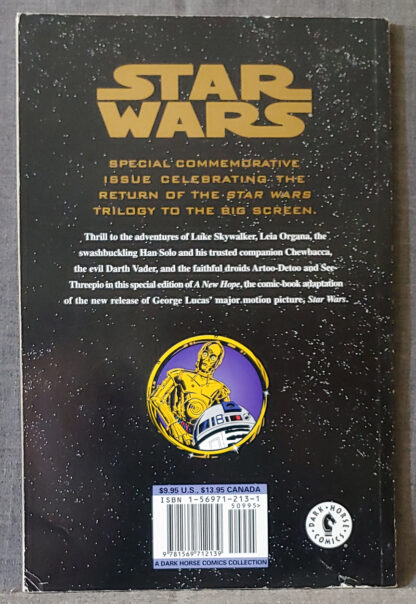 STAR
WARS
SPECIAL COMMEMORATIVE
ISSUE CELEBRATING THE
RETURN OF THE STAR WARS
TRILOGY TO THE BIG SCREEN.
Thrill to the adventures of Luke Skywalker, Leia Organa, the
swashbuckling Han Solo and his trusted companion Chewbacca,
the evil Darth Vader, and the faithful droids Artoo-Detoo and See-
Threepio in this special edition of A New Hope, the comic-book adaptation
of the new release of George Lucas' major motion picture, Star Wars.
$9.95 U.S., $13.95 CANADA
ISBN 1-56971-213-1
50995>
9 781569 712139
A DARK HORSE COMICS COLLECTION
DARK HORSE
COMICS